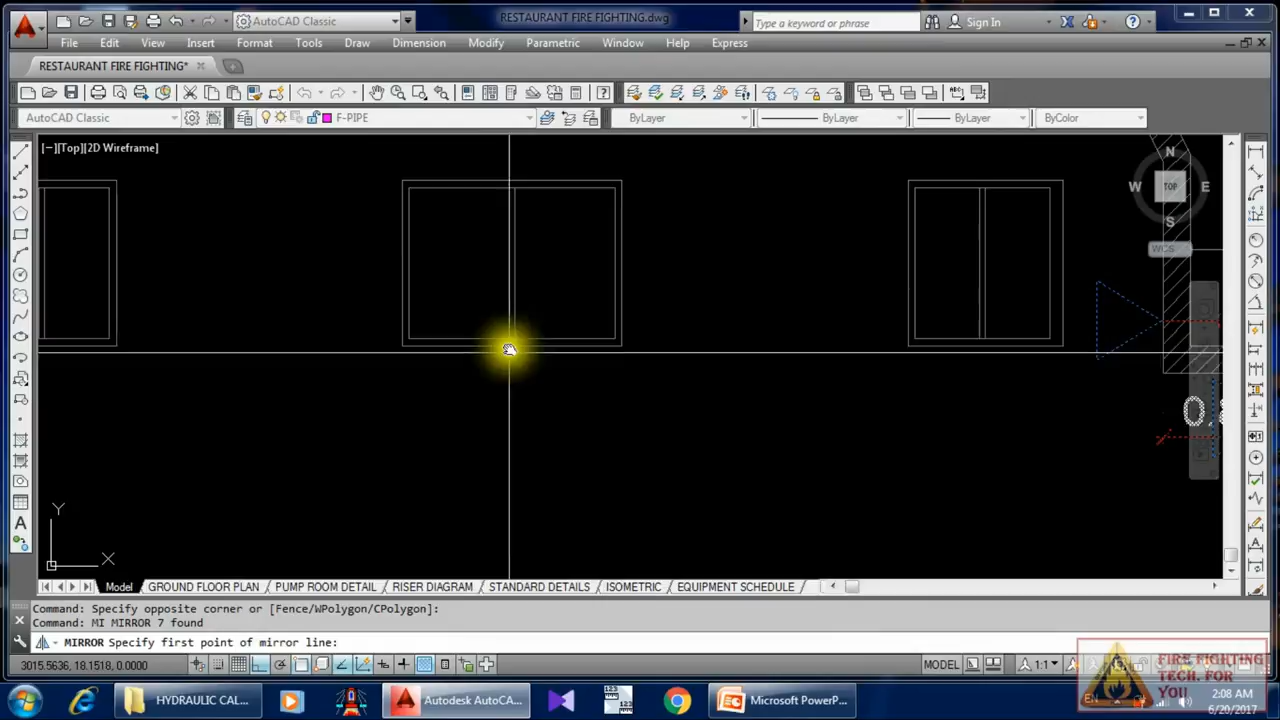 AutoCAD Classic
RESTAURANT FIRE FIGHTING.dwg
Type a keyword or phrase
Sign In
File Edit View Insert Format Tools Draw Dimension Modify Parametric Window Help Express
RESTAURANT FIRE FIGHTING*
AutoCAD Classic
F-PIPE
ByLayer
ByLayer
ByLayer
ByColor
[−][Top][2D Wireframe]
N
W TOP E
S
WCS
0.
Y
X
Model GROUND FLOOR PLAN PUMP ROOM DETAIL RISER DIAGRAM STANDARD DETAILS ISOMETRIC EQUIPMENT SCHEDULE
Command: Specify opposite corner or [Fence/WPolygon/CPolygon]:
Command: MI MIRROR 7 found
MIRROR Specify first point of mirror line:
3015.5636, 18.1518, 0.0000
MODEL
1:1
FIRE FIGHTING
TECH. FOR
YOU
HYDRAULIC CAL...
Autodesk AutoCA...
Microsoft PowerP...
EN
2:08 AM
6/20/2017